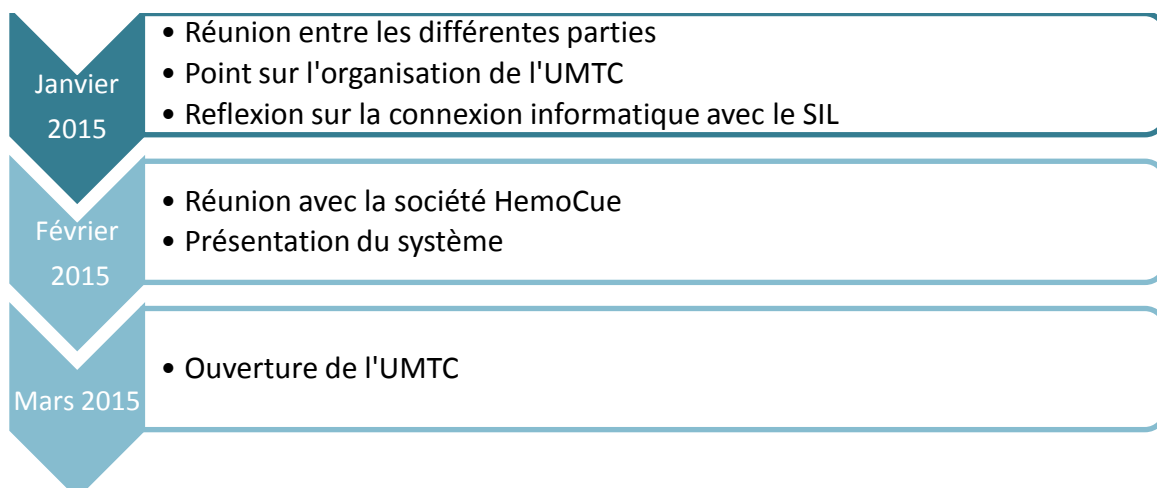 Janvier
2015
• Réunion entre les différentes parties
• Point sur l'organisation de l'UMTC
• Reflexion sur la connexion informatique avec le SIL
Février
2015
• Réunion avec la société HemoCue
• Présentation du système
Mars 2015
• Ouverture de l'UMTC